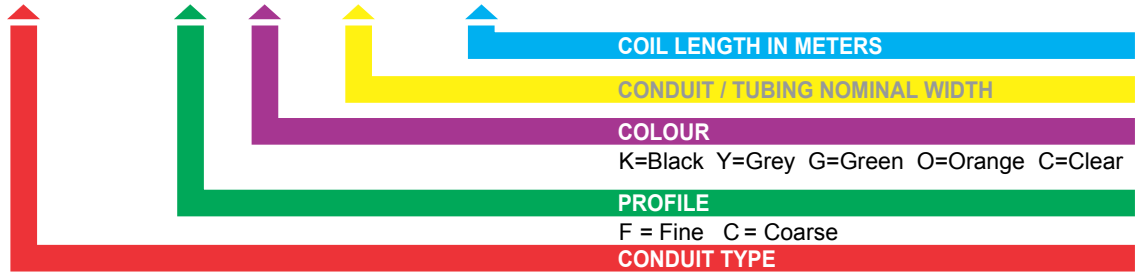 COIL LENGTH IN METERS
CONDUIT / TUBING NOMINAL WIDTH
COLOUR
K=Black Y=Grey G=Green O=Orange C=Clear
PROFILE
F = Fine C = Coarse
CONDUIT TYPE